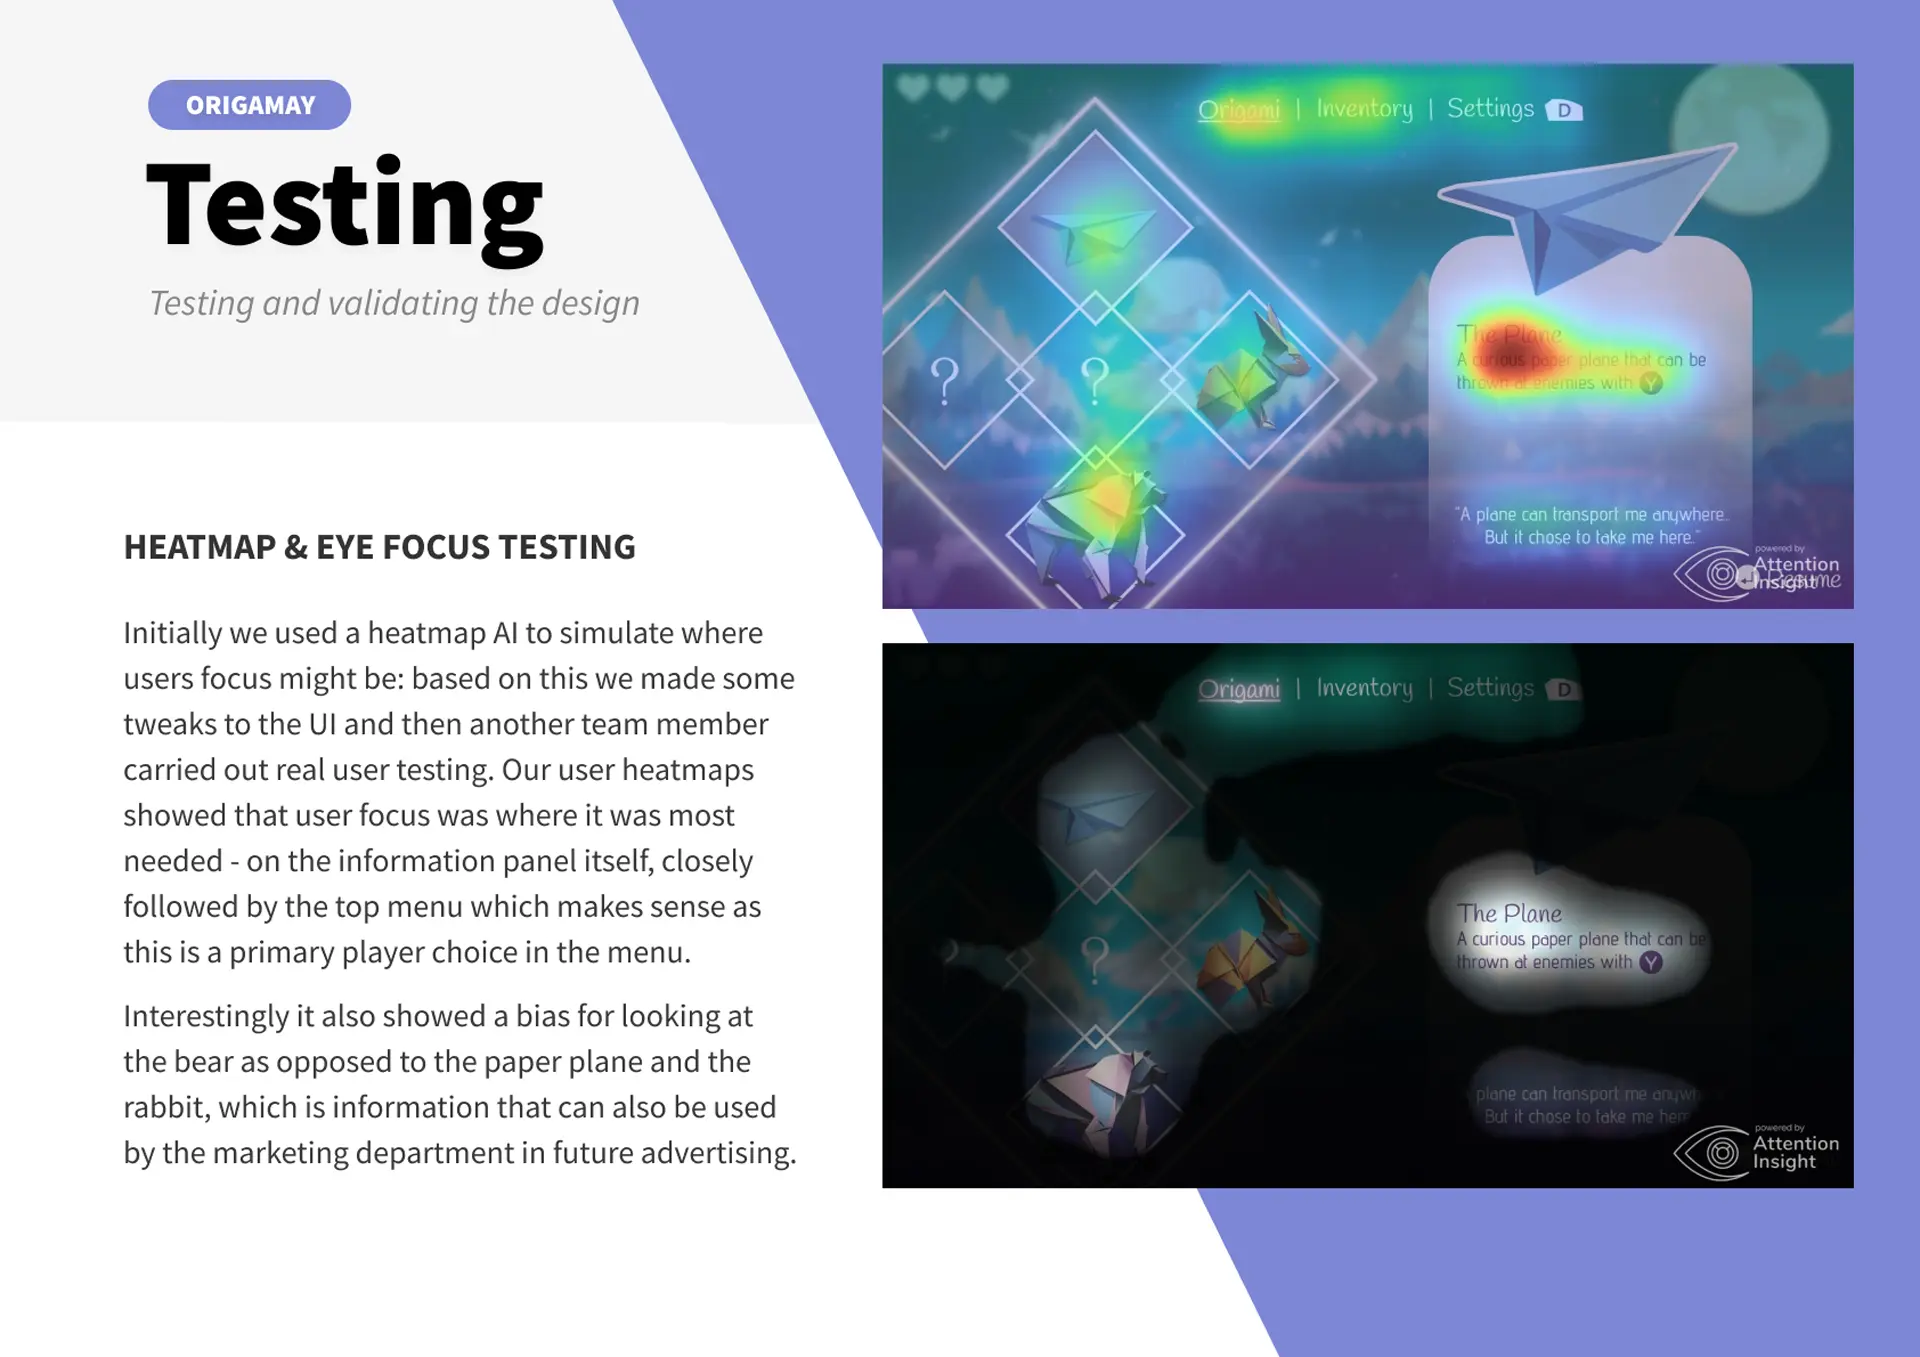 ORIGAMAY
Testing
Testing and validating the design
HEATMAP & EYE FOCUS TESTING
Initially we used a heatmap AI to simulate where
users focus might be: based on this we made some
tweaks to the UI and then another team member
carried out real user testing. Our user heatmaps
showed that user focus was where it was most
needed - on the information panel itself, closely
followed by the top menu which makes sense as
this is a primary player choice in the menu.
Interestingly it also showed a bias for looking at
the bear as opposed to the paper plane and the
rabbit, which is information that can also be used
by the marketing department in future advertising.
Origami | Inventory | Settings D
?
?
The Plane
A curious paper plane that can be
thrown at enemies with Y
"A plane can transport me anywhere..
But it chose to take me here."
powered by
Attention
Insight
Origami | Inventory | Settings D
?
The Plane
A curious paper plane that can be
thrown at enemies with Y
plane can transport me anywh
But it chose to take me her
powered by
Attention
Insight